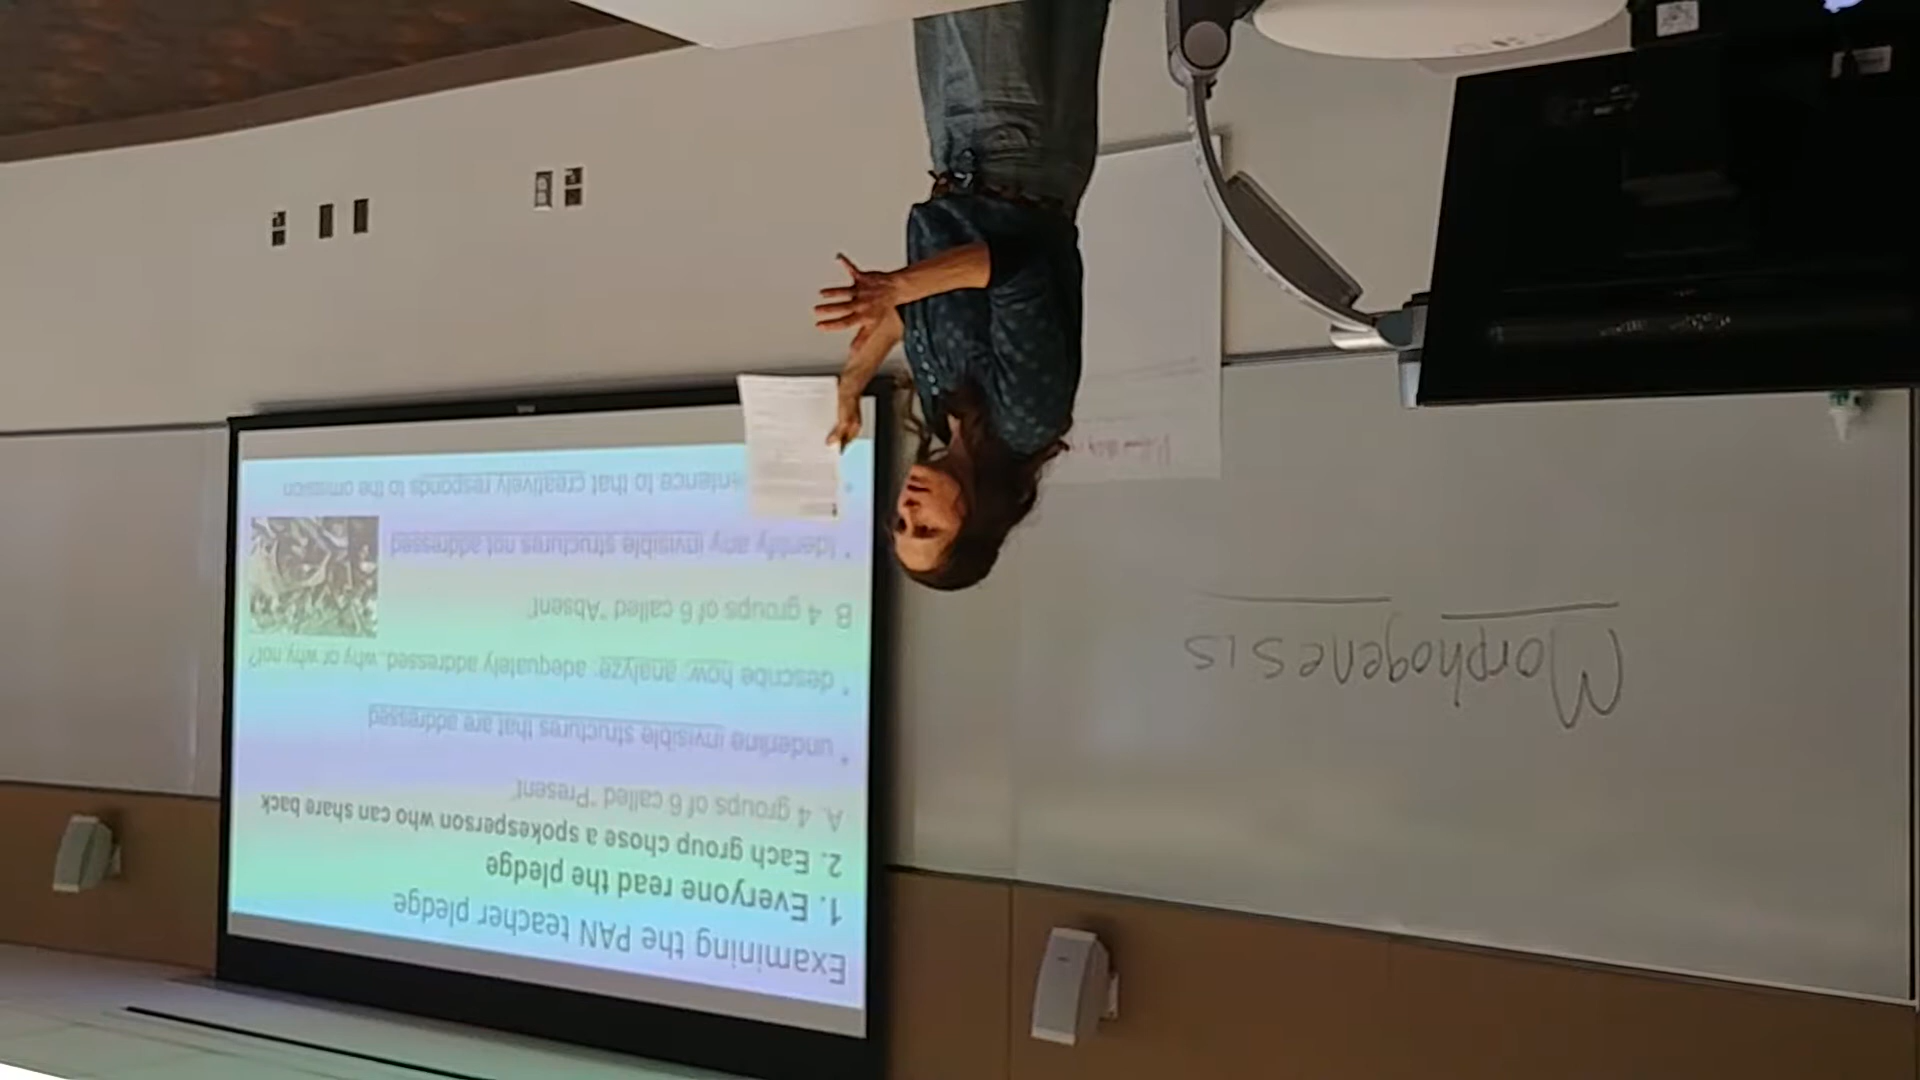 Morphogenesis
Examining the PAN teacher pledge
1. Everyone read the pledge
2. Each group chose a spokesperson who can share back
A. 4 groups of 6 called "Present"
* underline invisible structures that are addressed
* describe how, analyze: adequately addressed, why or why not?
B 4 groups of 6 called "Absent"
* Identify any invisible structures not addressed
* to that creatively responds to the omission